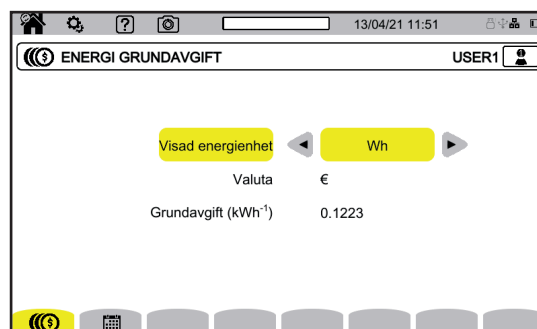 13/04/21 11:51
ENERGI GRUNDAVGIFT USER1
Visad energienhet Wh
Valuta €
Grundavgift (kWh⁻¹) 0.1223